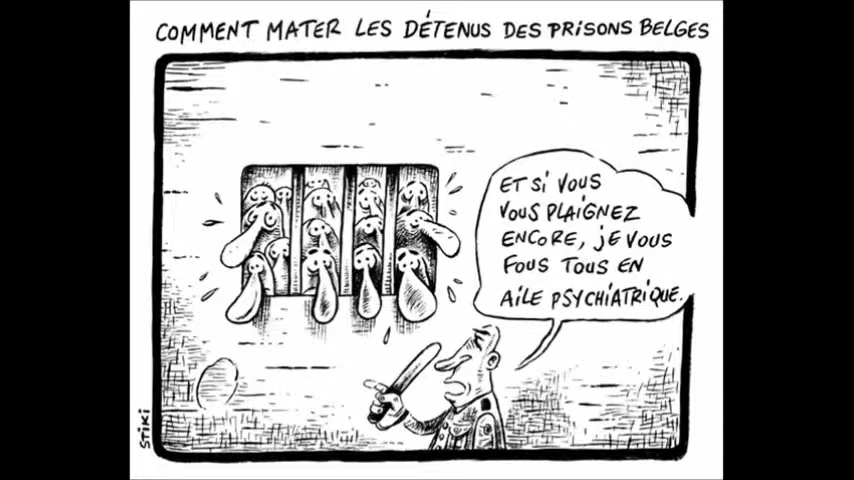 COMMENT MATER LES DÉTENUS DES PRISONS BELGES
ET SI VOUS
VOUS PLAIGNEZ
ENCORE, JE VOUS
FOUS TOUS EN
AILE PSYCHIATRIQUE.
STIKI